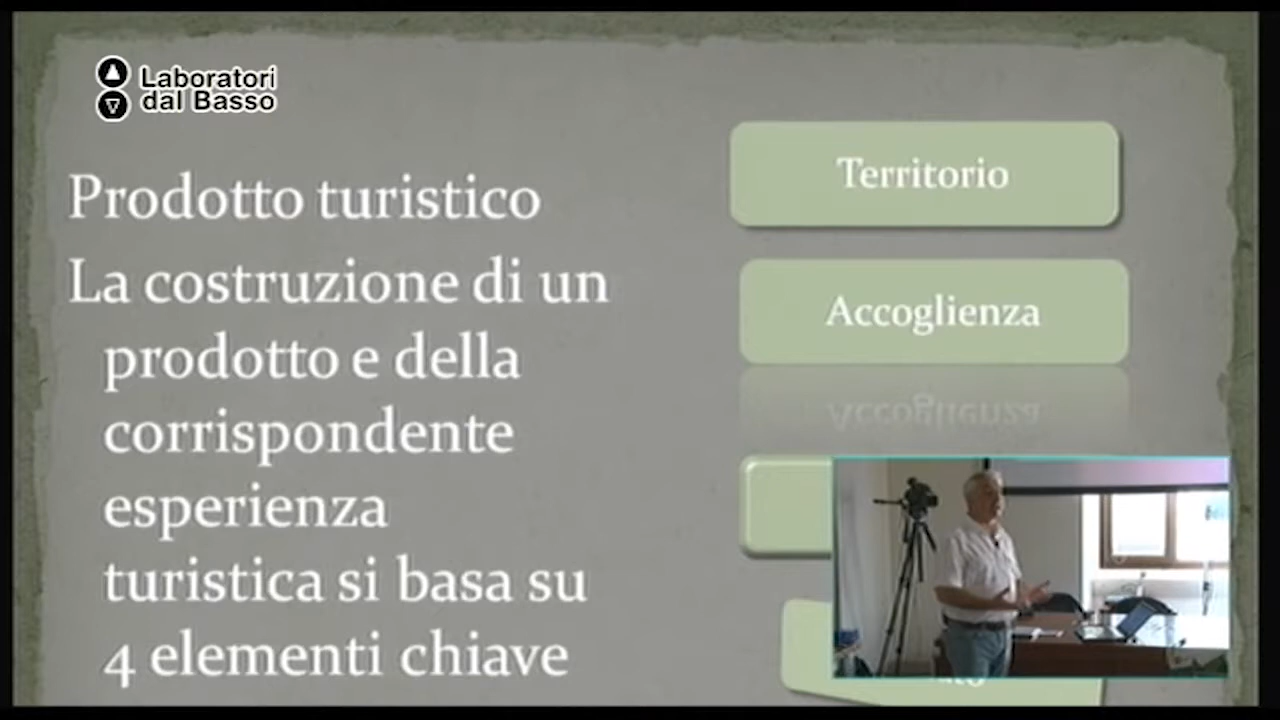 Laboratori
dal Basso
Prodotto turistico
La costruzione di un
prodotto e della
corrispondente
esperienza
turistica si basa su
4 elementi chiave
Territorio
Accoglienza